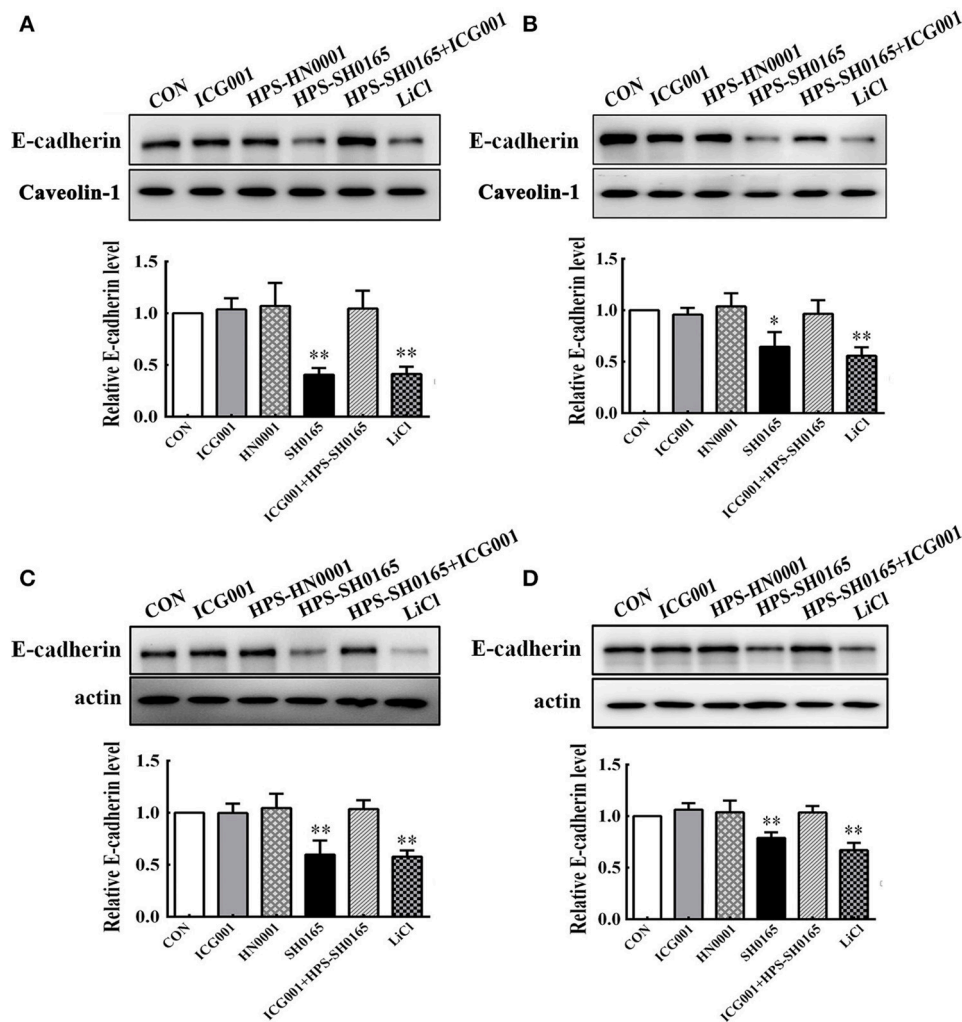 A
CON
ICG001
HPS-HN0001
HPS-SH0165
HPS-SH0165+ICG001
LiCl
E-cadherin
Caveolin-1
Relative E-cadherin level
1.5
1.0
0.5
0.0
**
**
CON
ICG001
HN0001
SH0165
ICG001+HPS-SH0165
LiCl
B
CON
ICG001
HPS-HN0001
HPS-SH0165
HPS-SH0165+ICG001
LiCl
E-cadherin
Caveolin-1
Relative E-cadherin level
1.5
1.0
0.5
0.0
*
**
CON
ICG001
HN0001
SH0165
ICG001+HPS-SH0165
LiCl
C
CON
ICG001
HPS-HN0001
HPS-SH0165
HPS-SH0165+ICG001
LiCl
E-cadherin
actin
Relative E-cadherin level
1.5
1.0
0.5
0.0
**
**
CON
ICG001
HN0001
SH0165
ICG001+HPS-SH0165
LiCl
D
CON
ICG001
HPS-HN0001
HPS-SH0165
HPS-SH0165+ICG001
LiCl
E-cadherin
actin
Relative E-cadherin level
1.5
1.0
0.5
0.0
**
**
CON
ICG001
HN0001
SH0165
ICG001+HPS-SH0165
LiCl